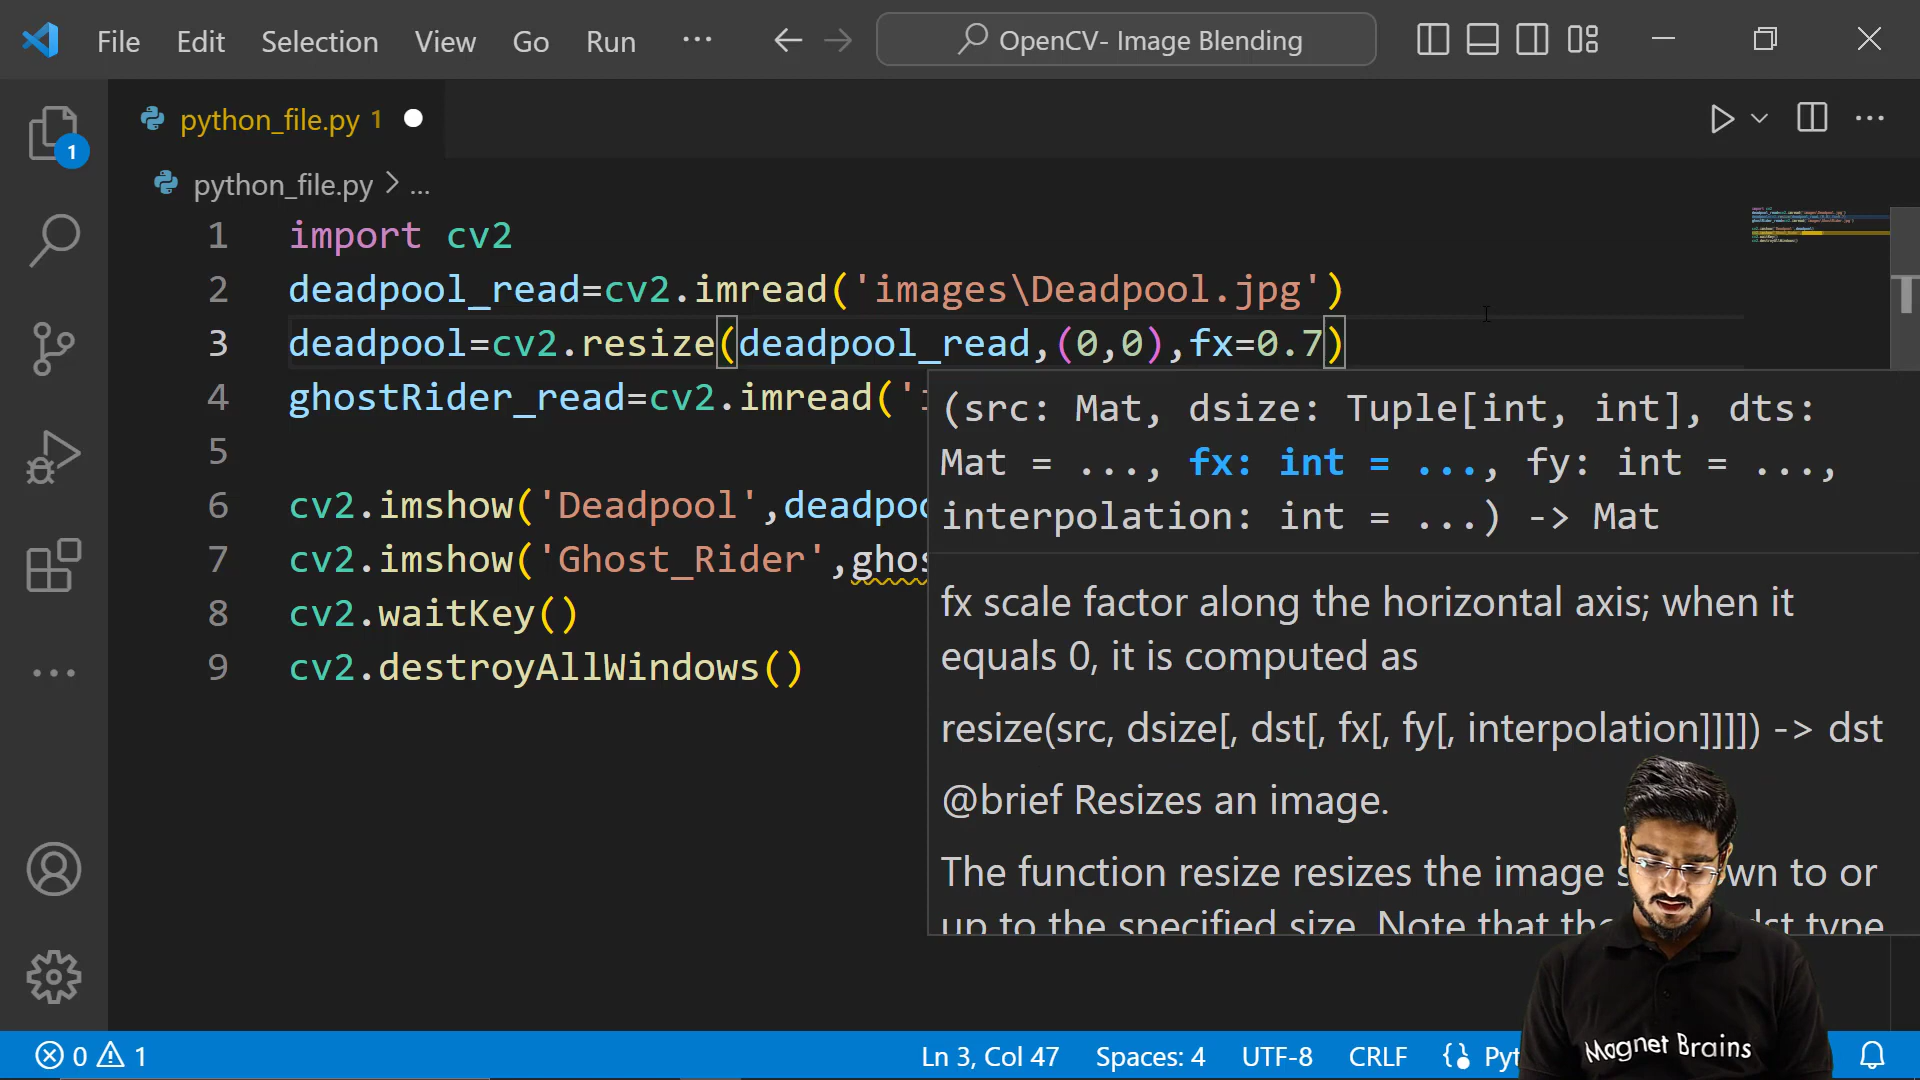 File Edit Selection View Go Run ... OpenCV- Image Blending
python_file.py 1
python_file.py > ...
1 import cv2
2 deadpool_read=cv2.imread('images\Deadpool.jpg')
3 deadpool=cv2.resize(deadpool_read,(0,0),fx=0.7)
4 ghostRider_read=cv2.imread('
5
6 cv2.imshow('Deadpool',deadpoo
7 cv2.imshow('Ghost_Rider',ghos
8 cv2.waitKey()
9 cv2.destroyAllWindows()
(src: Mat, dsize: Tuple[int, int], dts:
Mat = ..., fx: int = ..., fy: int = ...,
interpolation: int = ...) -> Mat
fx scale factor along the horizontal axis; when it
equals 0, it is computed as
resize(src, dsize[, dst[, fx[, fy[, interpolation]]]]) -> dst
@brief Resizes an image.
The function resize resizes the image wn to or
up to the specified size. Note that the dst type
1
0 1 Ln 3, Col 47 Spaces: 4 UTF-8 CRLF Pyt
Magnet Brains